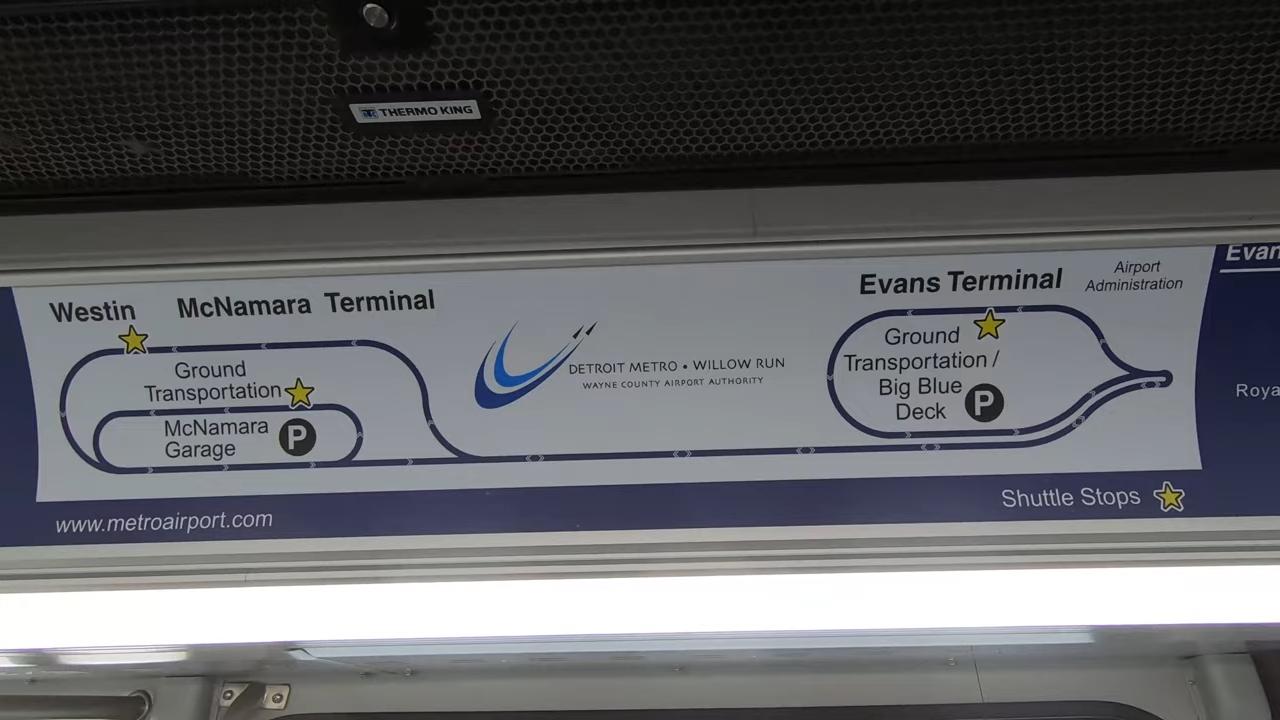 THERMO KING
Westin
McNamara Terminal
Ground
Transportation
McNamara
Garage
P
DETROIT METRO • WILLOW RUN
WAYNE COUNTY AIRPORT AUTHORITY
Evans Terminal
Airport
Administration
Ground
Transportation /
Big Blue
Deck
P
www.metroairport.com
Shuttle Stops